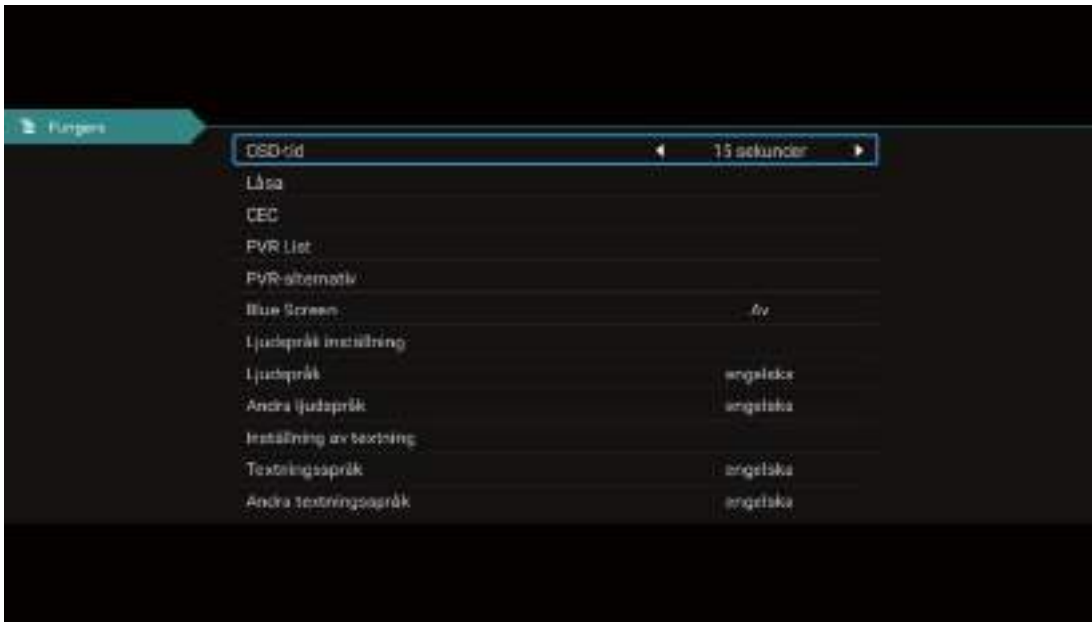 Fungera
OSD-tid 15 sekunder
Låsa
CEC
PVR List
PVR-alternativ
Blue Screen Av
Ljudspråk inställning
Ljudspråk engelska
Andra ljudspråk engelska
Inställning av textning
Textningsspråk engelska
Andra textningsspråk engelska